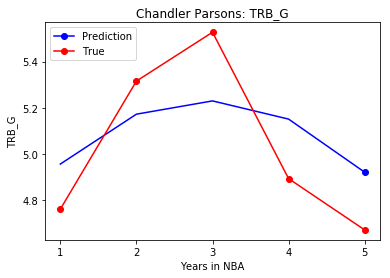 Chandler Parsons: TRB_G
Prediction
True
TRB_G
5.4
5.2
5.0
4.8
1 2 3 4 5
Years in NBA